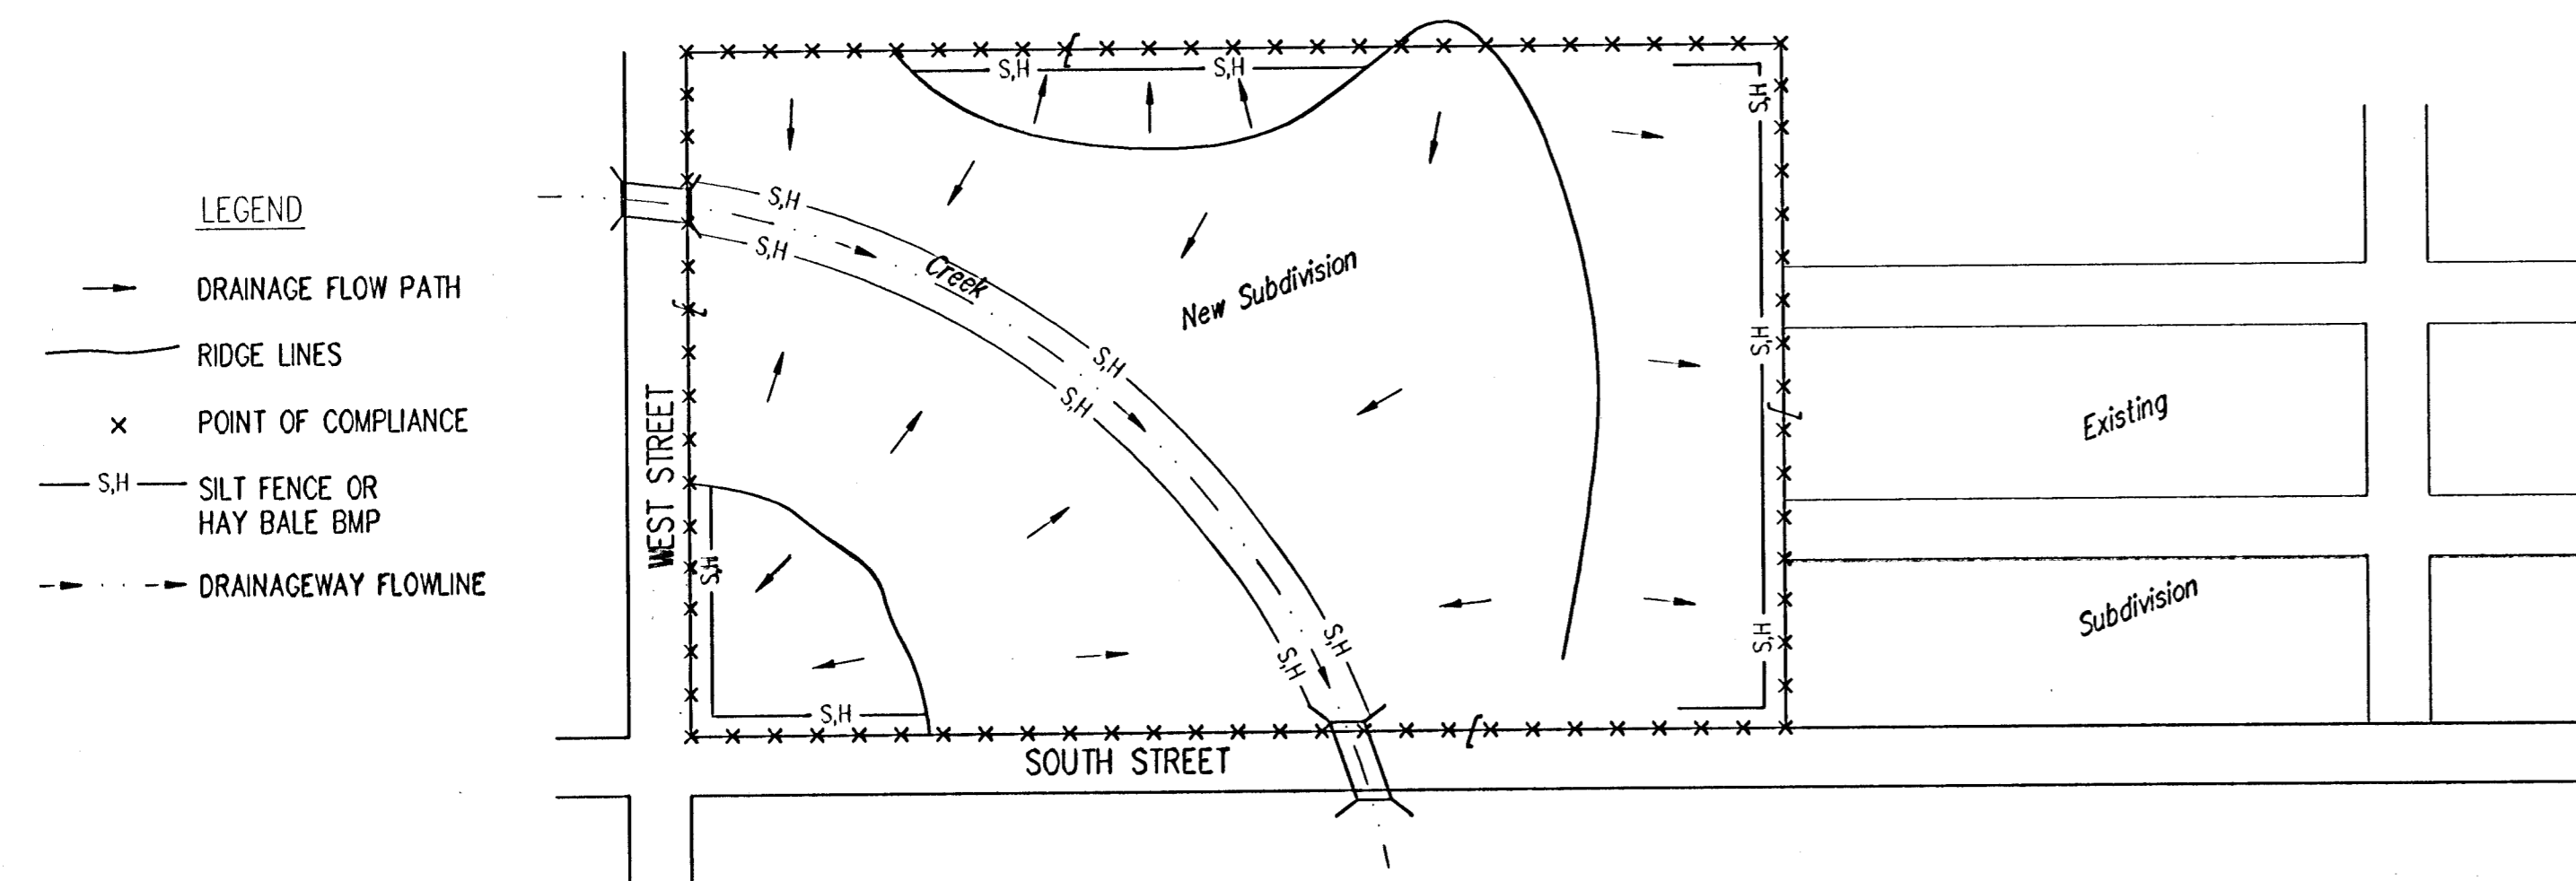 LEGEND
DRAINAGE FLOW PATH
RIDGE LINES
POINT OF COMPLIANCE
S,H
SILT FENCE OR
HAY BALE BMP
DRAINAGEWAY FLOWLINE
S,H
S,H
S,H
S,H
S,H
Creek
New Subdivision
S,H
S,H
S,H
WEST STREET
Existing
S,H
Subdivision
S,H
S,H
S,H
S,H
SOUTH STREET